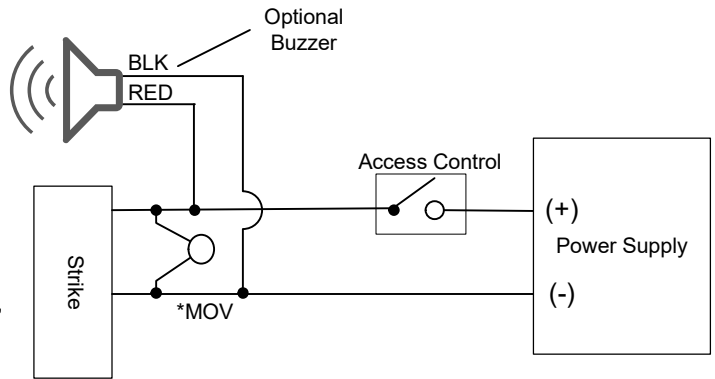 Optional
Buzzer
BLK
RED
Access Control
(+)
Power Supply
(-)
Strike
*MOV